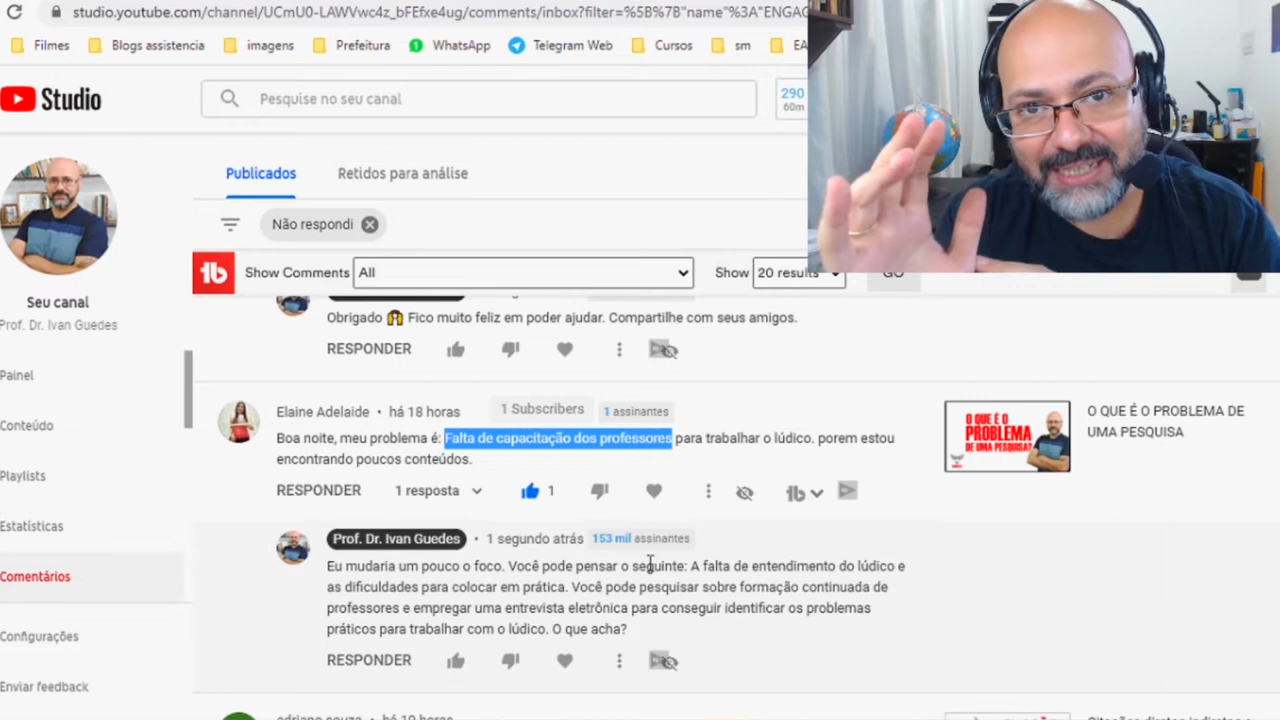 studio.youtube.com/channel/UCmU0-LAWVwc4z_bFEfxe4ug/comments/inbox?filter=%5B%7B"name"%3A"ENGAG
Filmes
Blogs assistencia
imagens
Prefeitura
WhatsApp
Telegram Web
Cursos
sm
EA
Studio
Pesquise no seu canal
290
60m
Publicados
Retidos para análise
Não respondi
Show Comments
All
Show
20 results
GO
Seu canal
Prof. Dr. Ivan Guedes
Painel
Conteúdo
Playlists
Estatísticas
Comentários
Configurações
Enviar feedback
Obrigado Fico muito feliz em poder ajudar. Compartilhe com seus amigos.
RESPONDER
Elaine Adelaide • há 18 horas
1 Subscribers
1 assinantes
Boa noite, meu problema é: Falta de capacitação dos professores para trabalhar o lúdico. porem estou
encontrando poucos conteúdos.
RESPONDER
1 resposta
1
O QUE É O
PROBLEMA
DE UMA PESQUISA?
O QUE É O PROBLEMA DE
UMA PESQUISA
Prof. Dr. Ivan Guedes • 1 segundo atrás
153 mil assinantes
Eu mudaria um pouco o foco. Você pode pensar o seguinte: A falta de entendimento do lúdico e
as dificuldades para colocar em prática. Você pode pesquisar sobre formação continuada de
professores e empregar uma entrevista eletrônica para conseguir identificar os problemas
práticos para trabalhar com o lúdico. O que acha?
RESPONDER